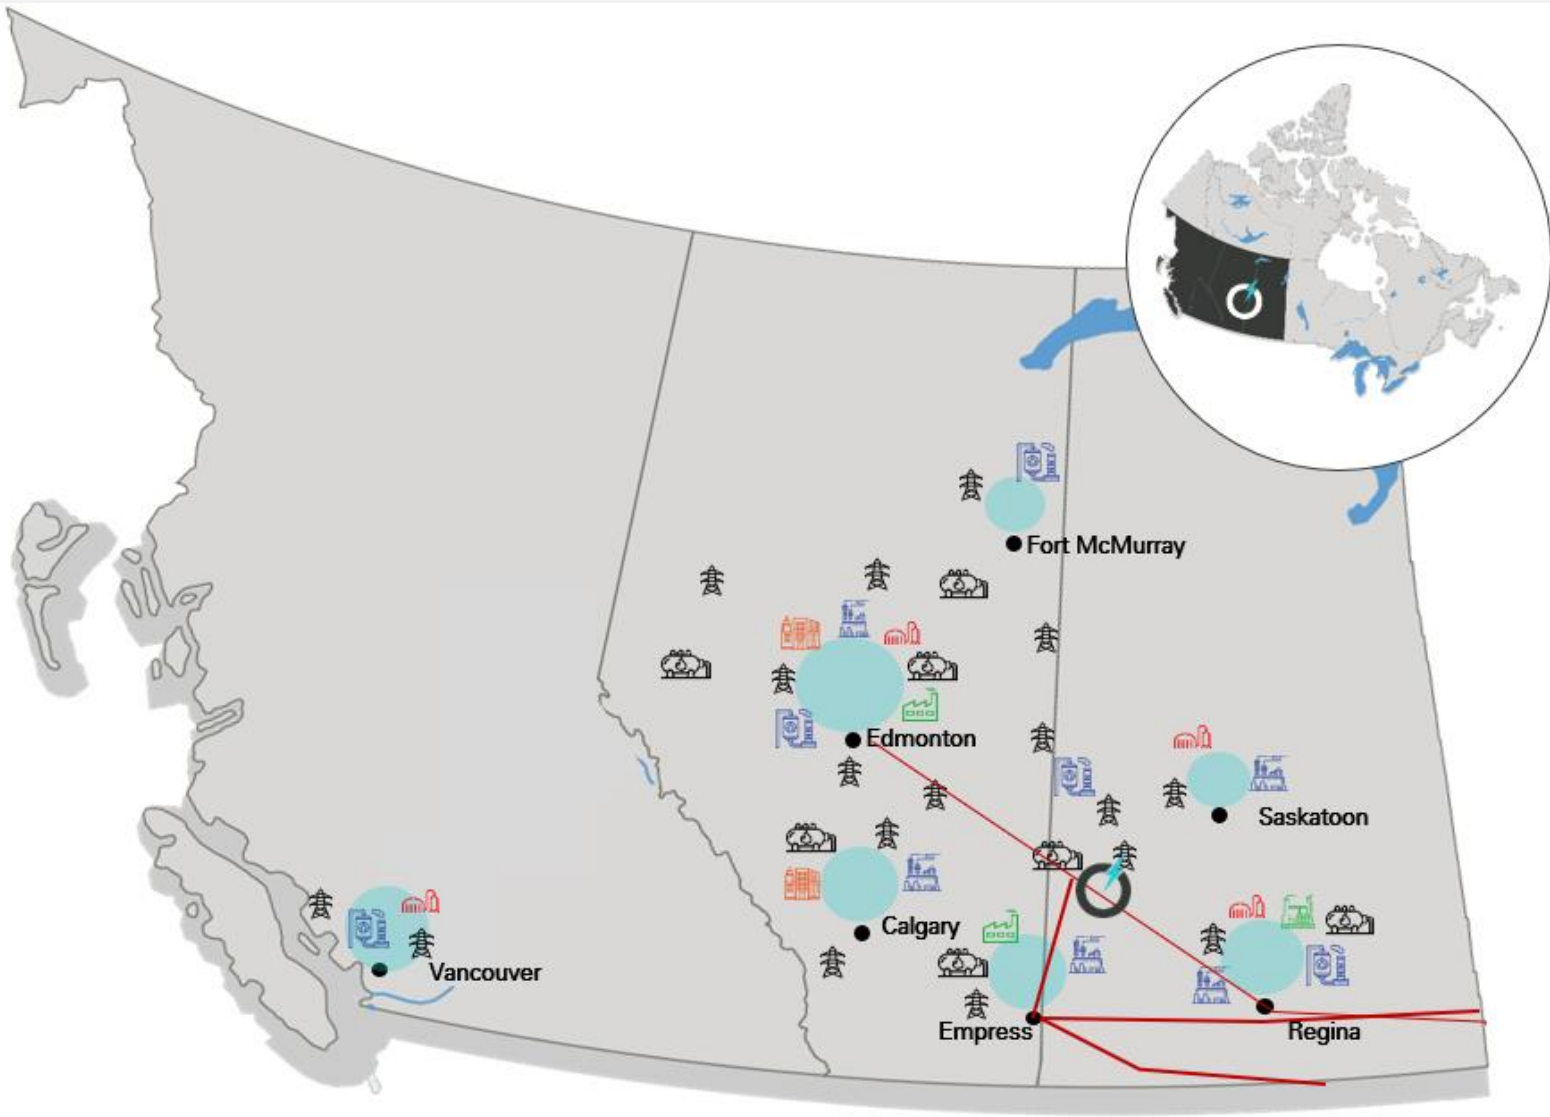 Fort McMurray
Edmonton
Saskatoon
Calgary
Vancouver
Empress
Regina